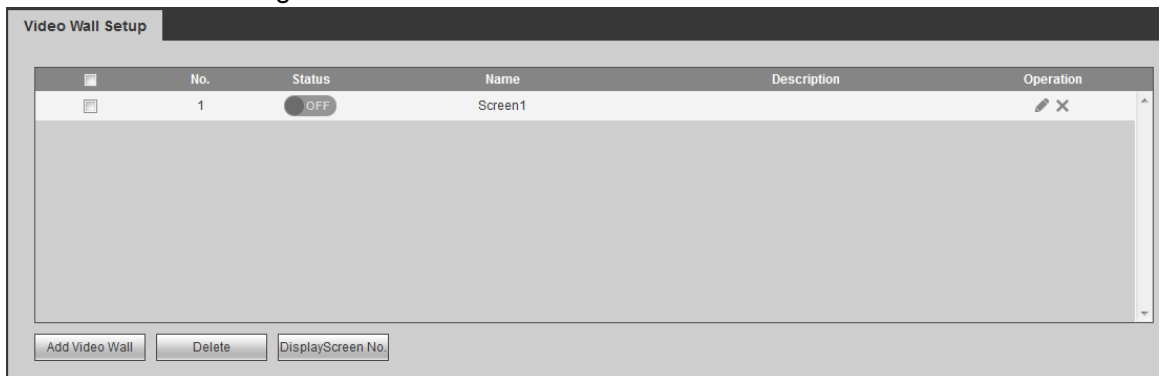 Video Wall Setup
No. Status Name Description Operation
1 OFF Screen1
Add Video Wall Delete DisplayScreen No.